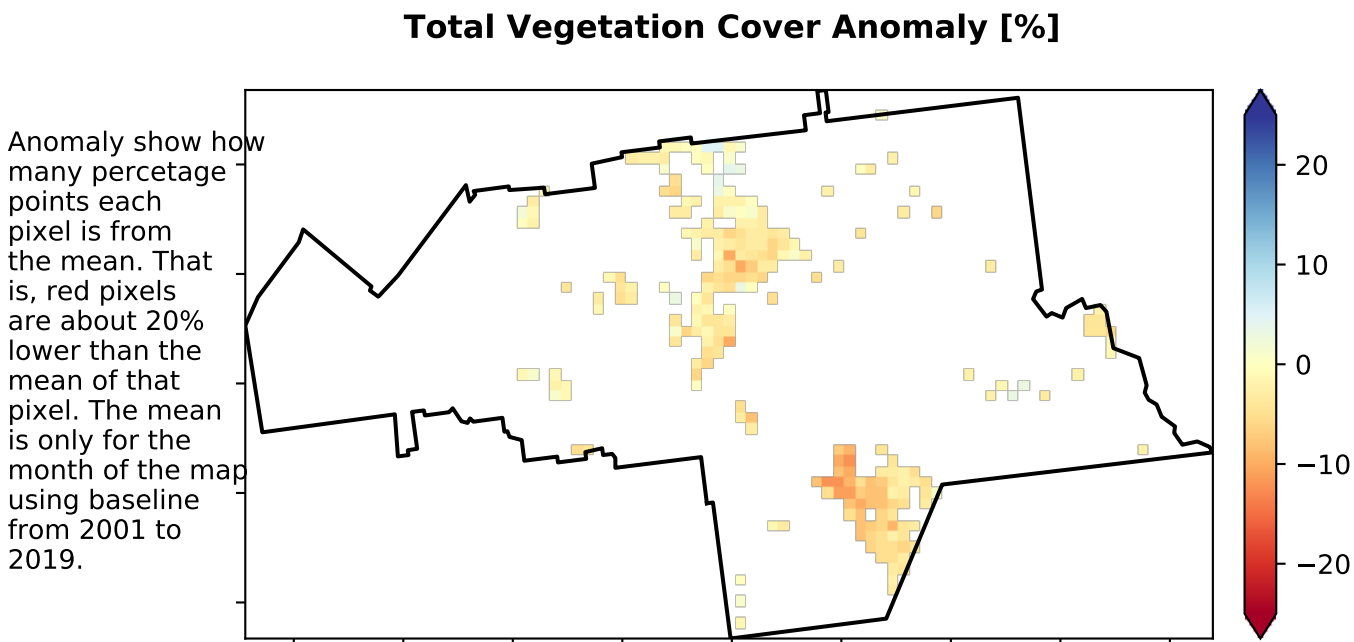 Total Vegetation Cover Anomaly [%]
Anomaly show how
many percetage
points each
pixel is from
the mean. That
is, red pixels
are about 20%
lower than the
mean of that
pixel. The mean
is only for the
month of the map
using baseline
from 2001 to
2019.
20
10
0
−10
−20